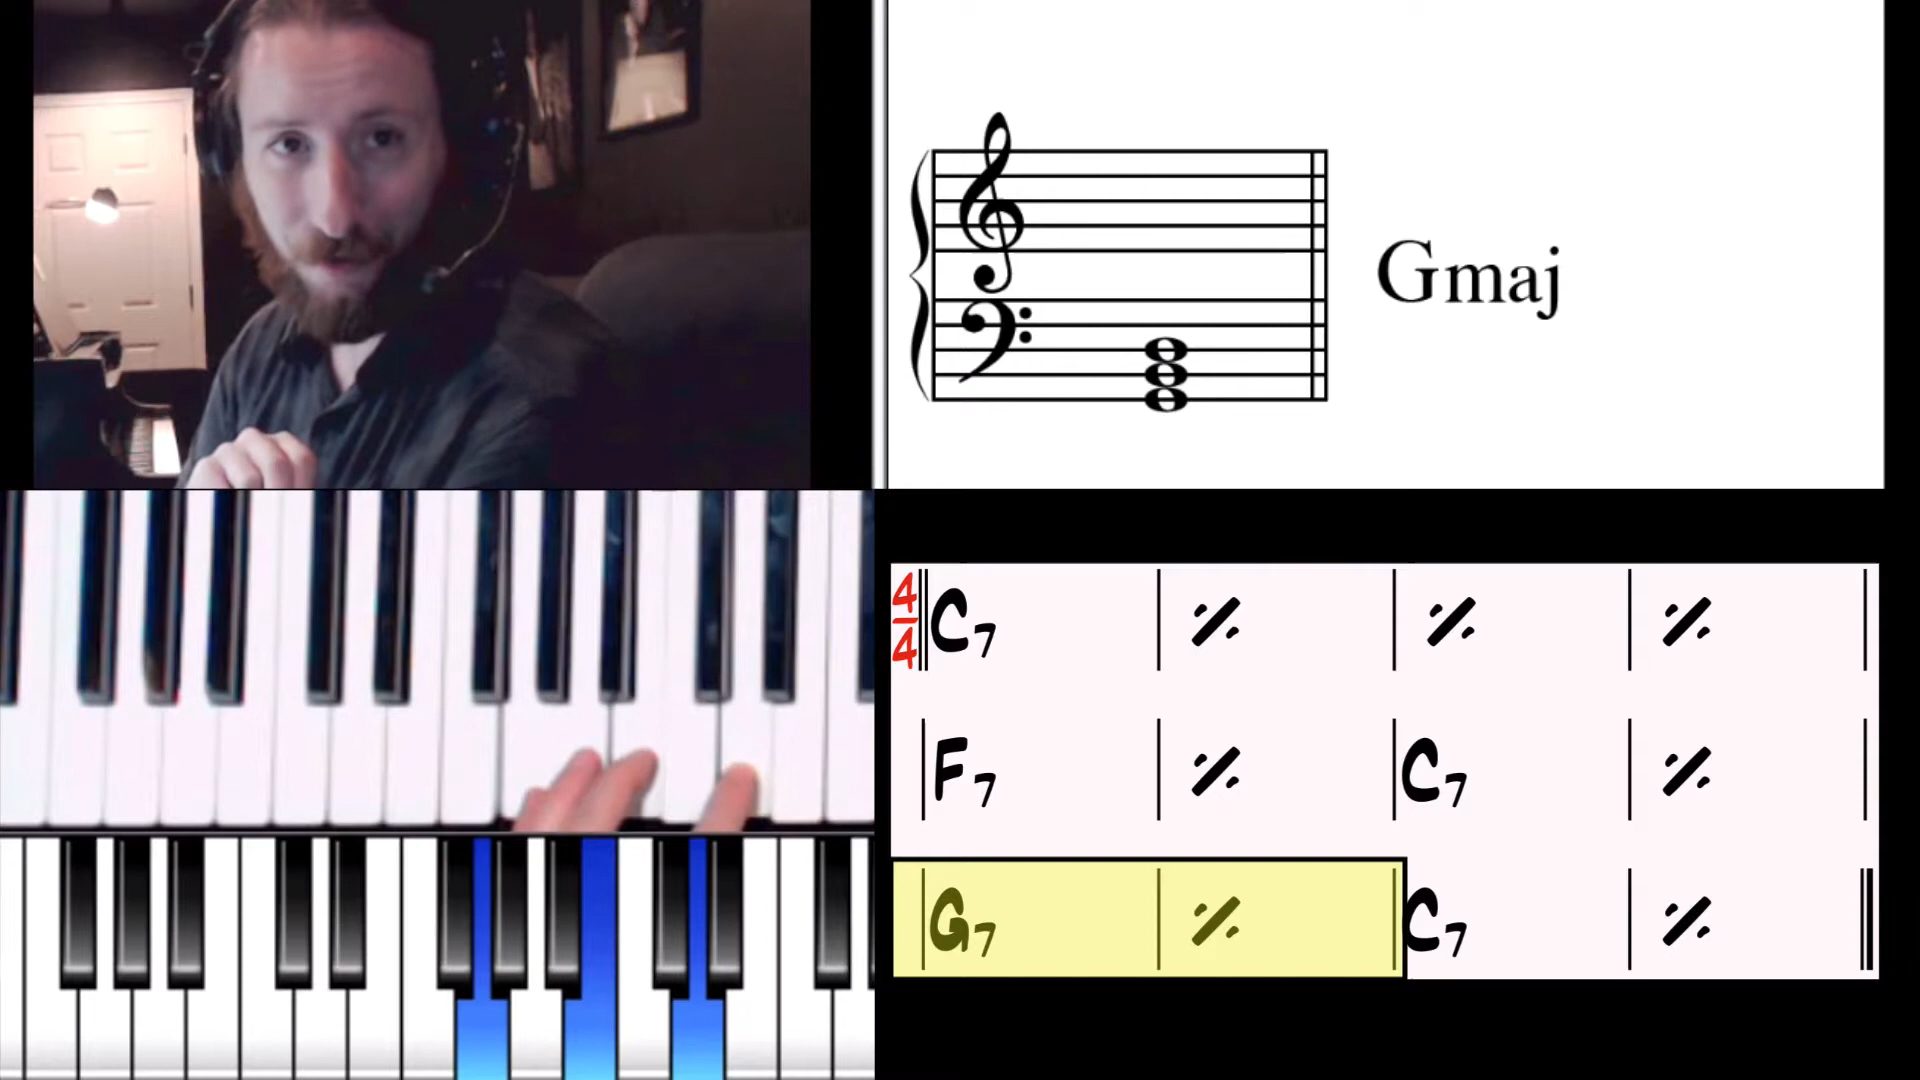 Gmaj
4/4 C7 | 𝄎 | 𝄎 | 𝄎
F7 | 𝄎 | C7 | 𝄎
G7 | 𝄎 | C7 | 𝄎